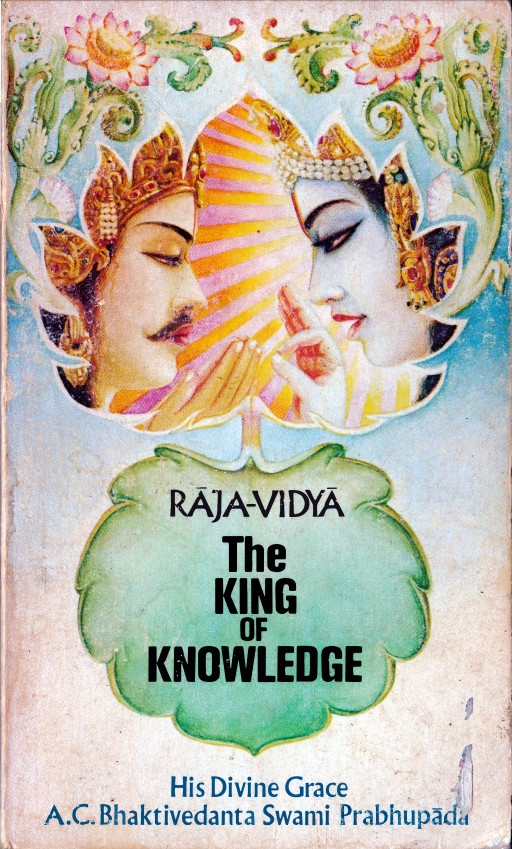 RĀJA-VIDYĀ
The
KING
OF
KNOWLEDGE
His Divine Grace
A.C. Bhaktivedanta Swami Prabhupāda